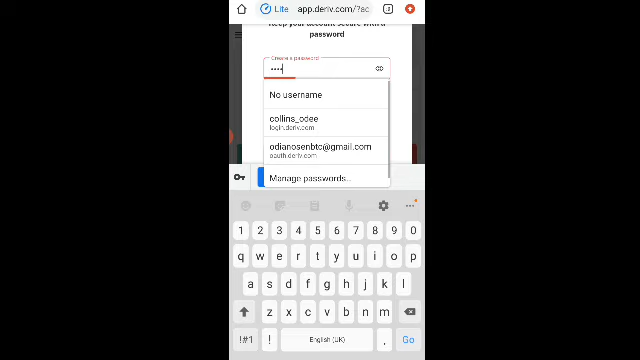 Lite app.deriv.com/?ac
Keep your account secure with a
password
Create a password
••••
No username
collins_odee
login.deriv.com
odianosenbtc@gmail.com
oauth.deriv.com
Manage passwords...
1 2 3 4 5 6 7 8 9 0
q w e r t y u i o p
a s d f g h j k l
z x c v b n m
!#1 ! English (UK) . Go